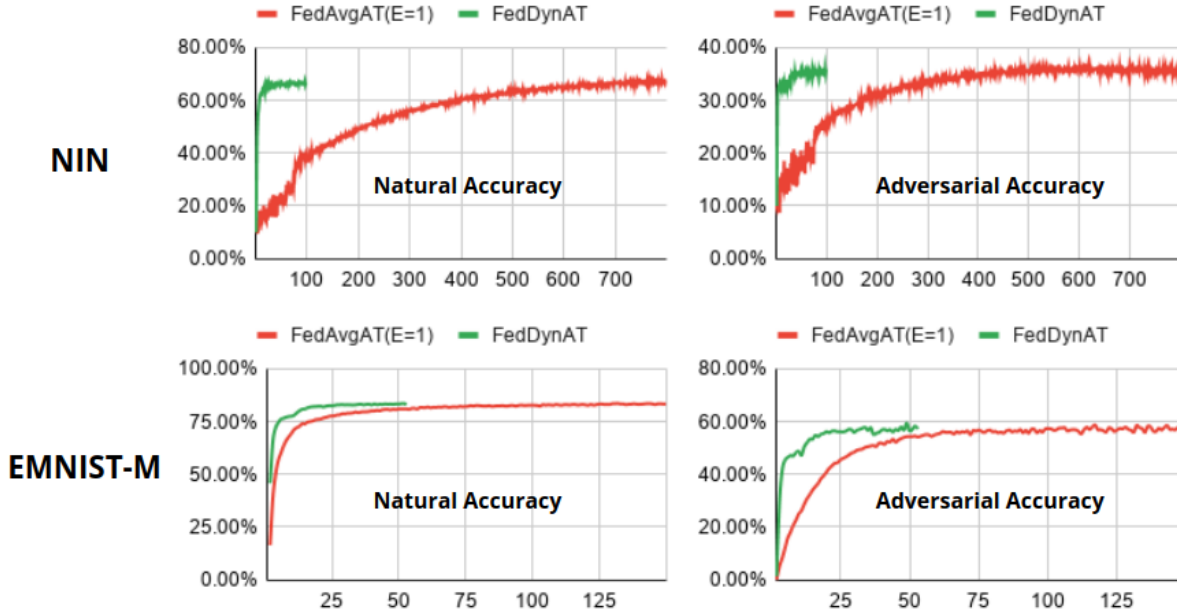 FedAvgAT(E=1) FedDynAT
80.00%
60.00%
40.00%
20.00%
0.00%
100 200 300 400 500 600 700
Natural Accuracy
FedAvgAT(E=1) FedDynAT
40.00%
30.00%
20.00%
10.00%
0.00%
100 200 300 400 500 600 700
Adversarial Accuracy
NIN
FedAvgAT(E=1) FedDynAT
100.00%
75.00%
50.00%
25.00%
0.00%
25 50 75 100 125
Natural Accuracy
FedAvgAT(E=1) FedDynAT
80.00%
60.00%
40.00%
20.00%
0.00%
25 50 75 100 125
Adversarial Accuracy
EMNIST-M